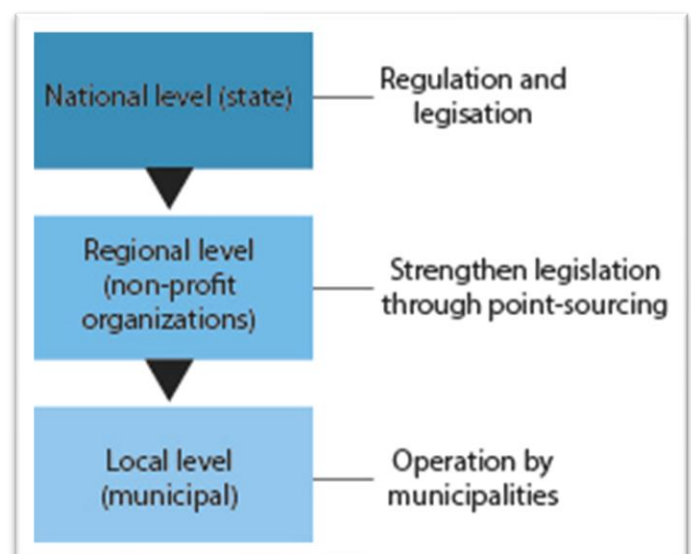 National level (state)
Regulation and
legisation
Regional level
(non-profit
organizations)
Strengthen legislation
through point-sourcing
Local level
(municipal)
Operation by
municipalities